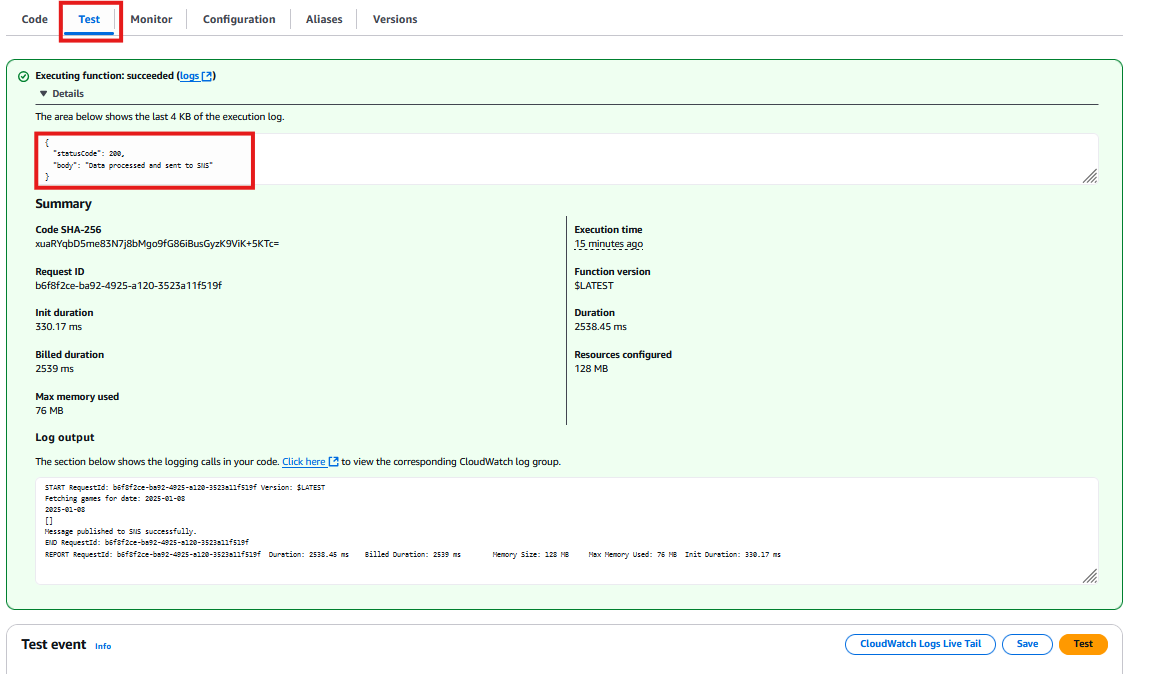 Code Test Monitor Configuration Aliases Versions
Executing function: succeeded (logs)
Details
The area below shows the last 4 KB of the execution log.
{
"statusCode": 200,
"body": "Data processed and sent to SNS"
}
Summary
Code SHA-256
xuaRYqbD5me83N7j8bMgo9fG86iBusGyzK9ViK+5KTc=
Execution time
15 minutes ago
Request ID
b6f8f2ce-ba92-4925-a120-3523a11f519f
Function version
$LATEST
Init duration
330.17 ms
Duration
2538.45 ms
Billed duration
2539 ms
Resources configured
128 MB
Max memory used
76 MB
Log output
The section below shows the logging calls in your code. Click here to view the corresponding CloudWatch log group.
START RequestId: b6f8f2ce-ba92-4925-a120-3523a11f519f Version: $LATEST
Fetching games for date: 2025-01-08
2025-01-08
[]
Message published to SNS successfully.
END RequestId: b6f8f2ce-ba92-4925-a120-3523a11f519f
REPORT RequestId: b6f8f2ce-ba92-4925-a120-3523a11f519f Duration: 2538.45 ms Billed Duration: 2539 ms Memory Size: 128 MB Max Memory Used: 76 MB Init Duration: 330.17 ms
Test event Info CloudWatch Logs Live Tail Save Test